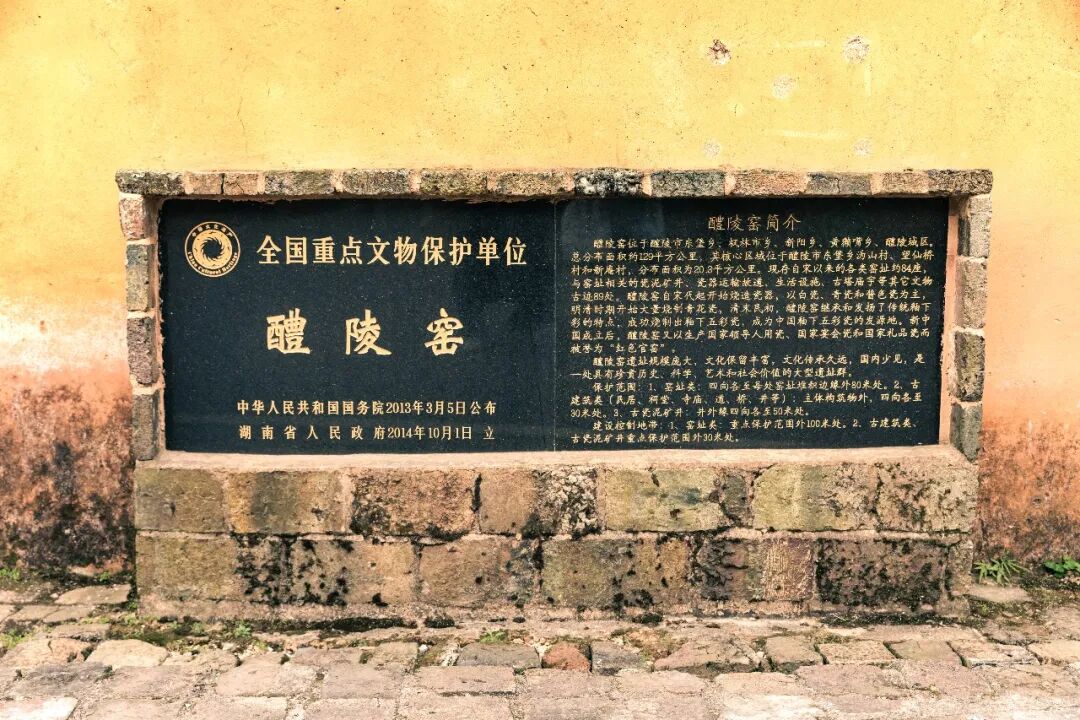 全国重点文物保护单位
醴陵窑
中华人民共和国国务院2013年3月5日公布
湖南省人民政府2014年10月1日 立
醴陵窑简介
醴陵窑位于醴陵市东堡乡、枫林市乡、新阳乡、黄獭嘴乡、醴陵城区，
总分布面积约129平方公里，其核心区域位于醴陵市东堡乡沩山村、望仙桥
村和新庵村，分布面积为20.8平方公里。现存自宋以来的各类窑址约84座，
与窑址相关的瓷泥矿井、瓷器运输坡道、生活设施、古塔庙宇等其它文物
古迹89处。醴陵窑自宋代起开始烧造瓷器，以白瓷、青瓷和酱色瓷为主，
明清时期开始大量烧制青花瓷。清末民初，醴陵窑继承和发扬了传统釉下
彩的特点，成功烧制出釉下五彩瓷，成为中国釉下五彩瓷的发源地。新中
国成立后，醴陵窑又以生产国家领导人用瓷、国家宴会瓷和国家礼品瓷而
被誉为“红色官窑”。
醴陵窑遗址规模庞大、文化保留丰富，文化传承久远，国内少见，是
一处具有珍贵历史、科学、艺术和社会价值的大型遗址群。
保护范围：1、窑址类：四向各至每处窑址堆积边缘外80米处。2、古
建筑类（民居、祠堂、寺庙、道、桥、井等）：主体构筑物外，四向各至
30米处。3、古瓷泥矿井：井外缘四向各至50米处。
建设控制地带：1、窑址类：重点保护范围外100米处。2、古建筑类、
古瓷泥矿井重点保护范围外30米处。